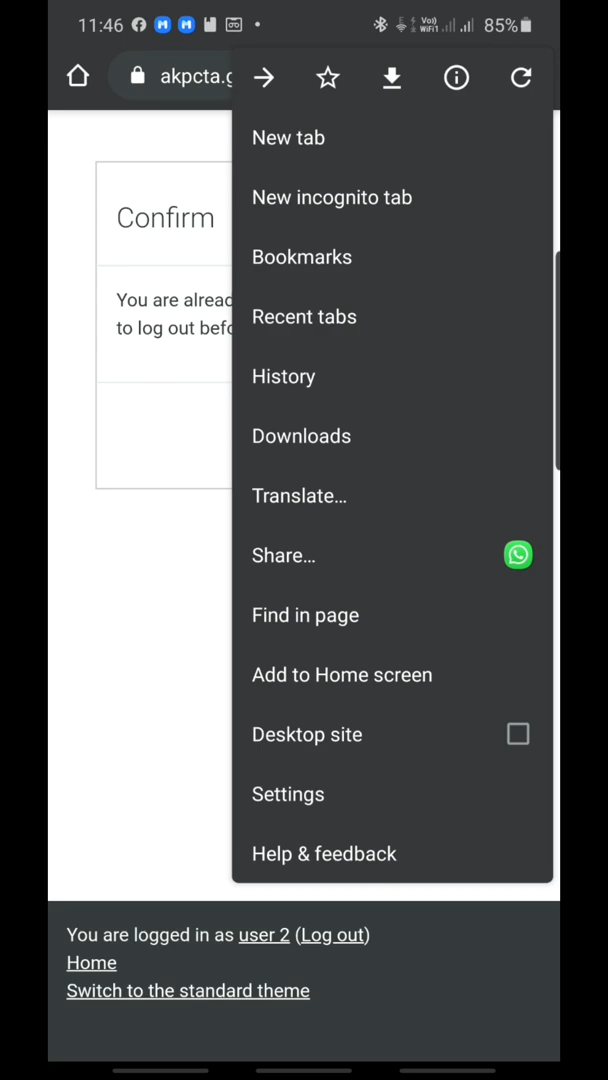 11:46
Vo)) WiFi1
85%
akpcta.g
New tab
New incognito tab
Bookmarks
Recent tabs
History
Downloads
Translate...
Share...
Find in page
Add to Home screen
Desktop site
Settings
Help & feedback
Confirm
You are alread
to log out befo
You are logged in as user 2 (Log out)
Home
Switch to the standard theme